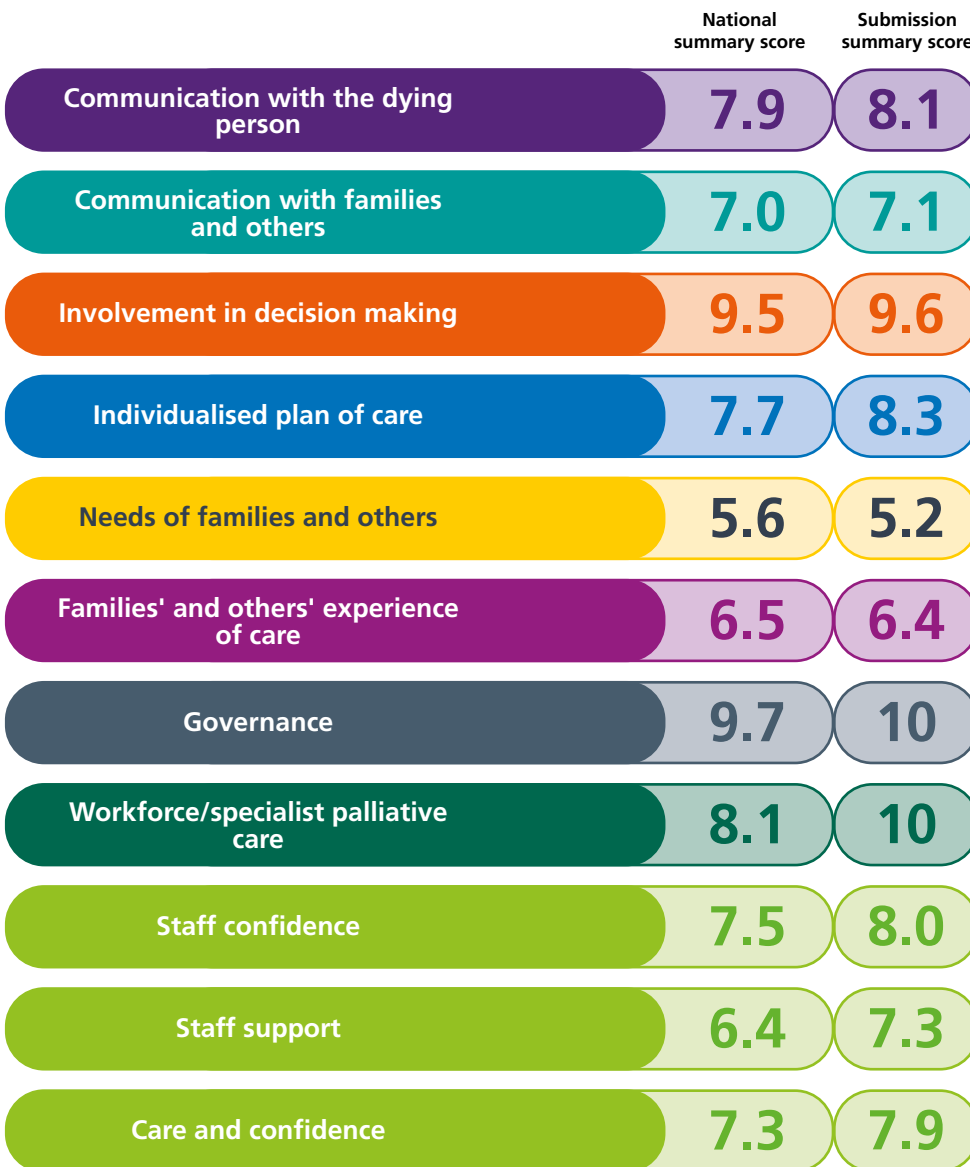 National Submission
summary score summary score
Communication with the dying
person
7.9 8.1
Communication with families
and others
7.0 7.1
Involvement in decision making 9.5 9.6
Individualised plan of care 7.7 8.3
Needs of families and others 5.6 5.2
Families' and others' experience
of care
6.5 6.4
Governance 9.7 10
Workforce/specialist palliative
care
8.1 10
Staff confidence 7.5 8.0
Staff support 6.4 7.3
Care and confidence 7.3 7.9